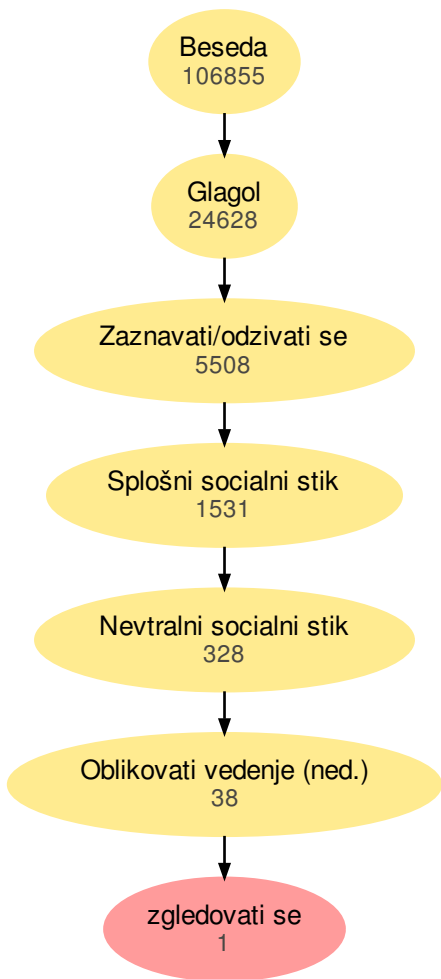 Beseda
106855
Glagol
24628
Zaznavati/odzivati se
5508
Splošni socialni stik
1531
Nevtralni socialni stik
328
Oblikovati vedenje (ned.)
38
zgledovati se
1